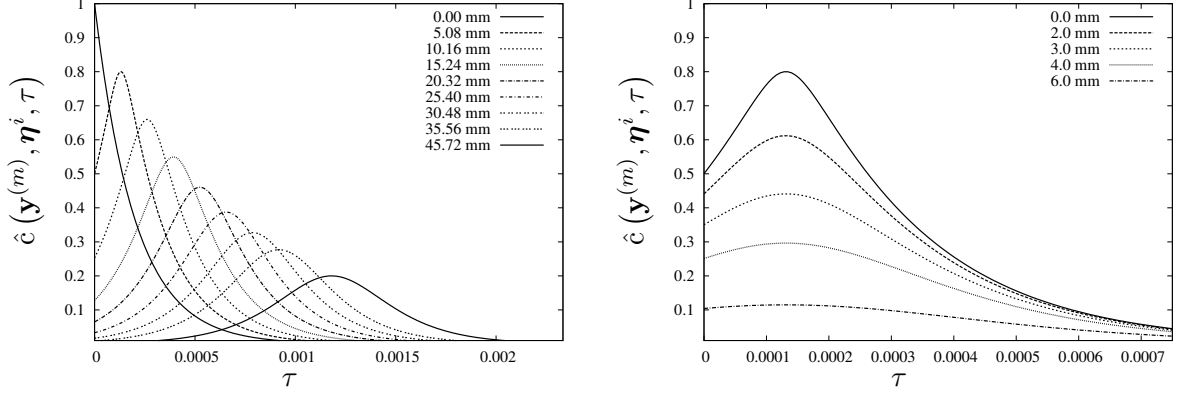 ĉ (y^(m), η^i, τ)
1
0.9
0.8
0.7
0.6
0.5
0.4
0.3
0.2
0.1
0.00 mm
5.08 mm
10.16 mm
15.24 mm
20.32 mm
25.40 mm
30.48 mm
35.56 mm
45.72 mm
0 0.0005 0.001 0.0015 0.002
τ
ĉ (y^(m), η^i, τ)
1
0.9
0.8
0.7
0.6
0.5
0.4
0.3
0.2
0.1
0.0 mm
2.0 mm
3.0 mm
4.0 mm
6.0 mm
0 0.0001 0.0002 0.0003 0.0004 0.0005 0.0006 0.0007
τ